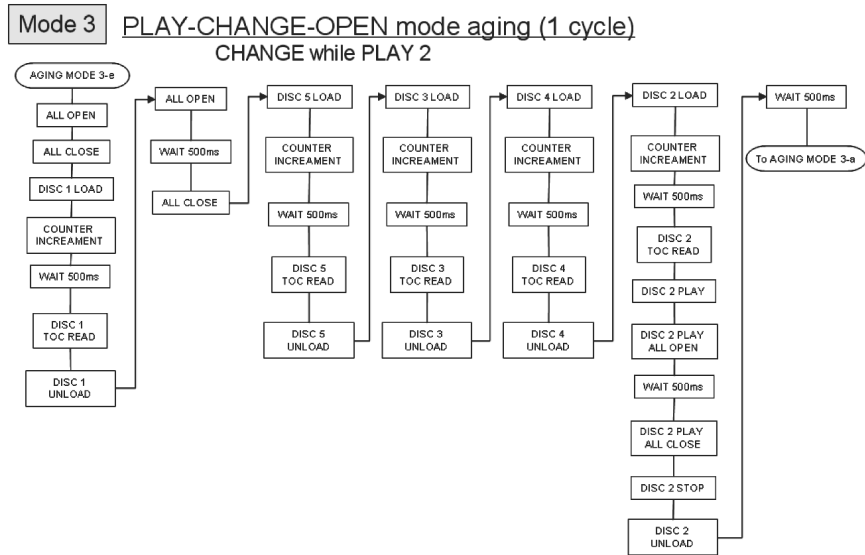 Mode 3
PLAY-CHANGE-OPEN mode aging (1 cycle)
CHANGE while PLAY 2
AGING MODE 3-e
ALL OPEN
ALL CLOSE
DISC 1 LOAD
COUNTER
INCREAMENT
WAIT 500ms
DISC 1
TOC READ
DISC 1
UNLOAD
ALL OPEN
WAIT 500ms
ALL CLOSE
DISC 5 LOAD
COUNTER
INCREAMENT
WAIT 500ms
DISC 5
TOC READ
DISC 5
UNLOAD
DISC 3 LOAD
COUNTER
INCREAMENT
WAIT 500ms
DISC 3
TOC READ
DISC 3
UNLOAD
DISC 4 LOAD
COUNTER
INCREAMENT
WAIT 500ms
DISC 4
TOC READ
DISC 4
UNLOAD
DISC 2 LOAD
COUNTER
INCREAMENT
WAIT 500ms
DISC 2
TOC READ
DISC 2 PLAY
DISC 2 PLAY
ALL OPEN
WAIT 500ms
DISC 2 PLAY
ALL CLOSE
DISC 2 STOP
DISC 2
UNLOAD
WAIT 500ms
To AGING MODE 3-a